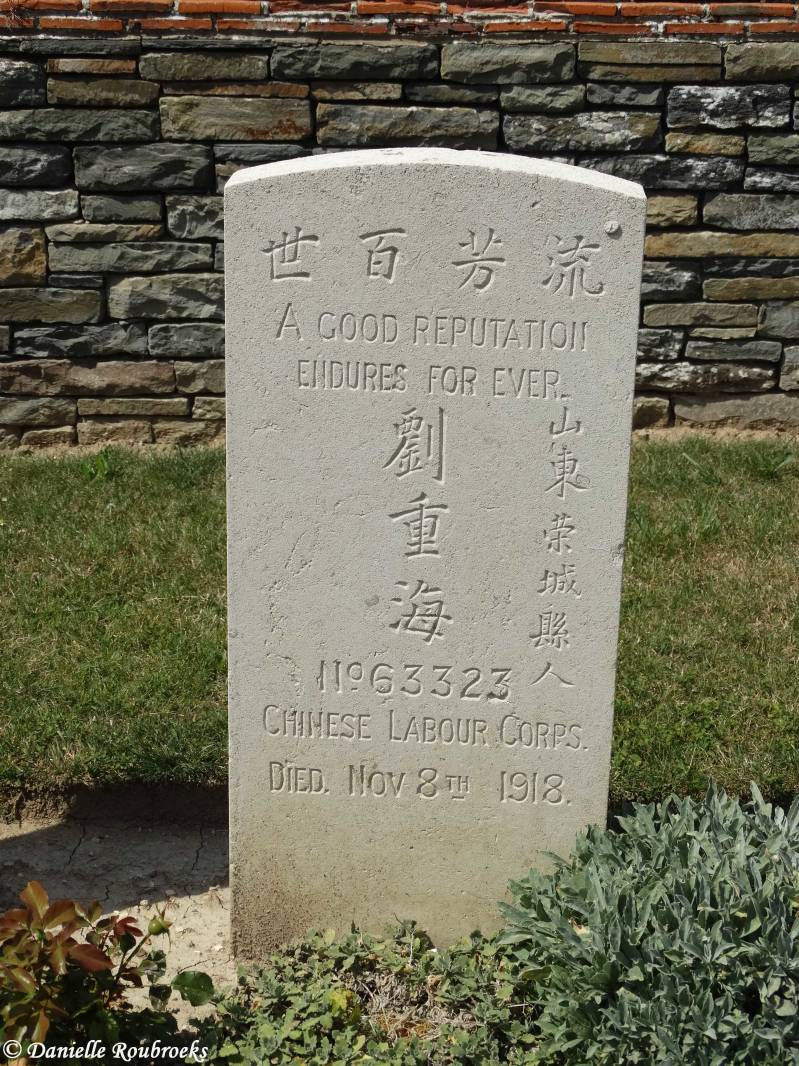 流芳百世
A GOOD REPUTATION
ENDURES FOR EVER.
山東荣城縣人
劉重海
No 63323
CHINESE LABOUR CORPS.
DIED. NOV 8TH 1918.
© Danielle Roubroeks